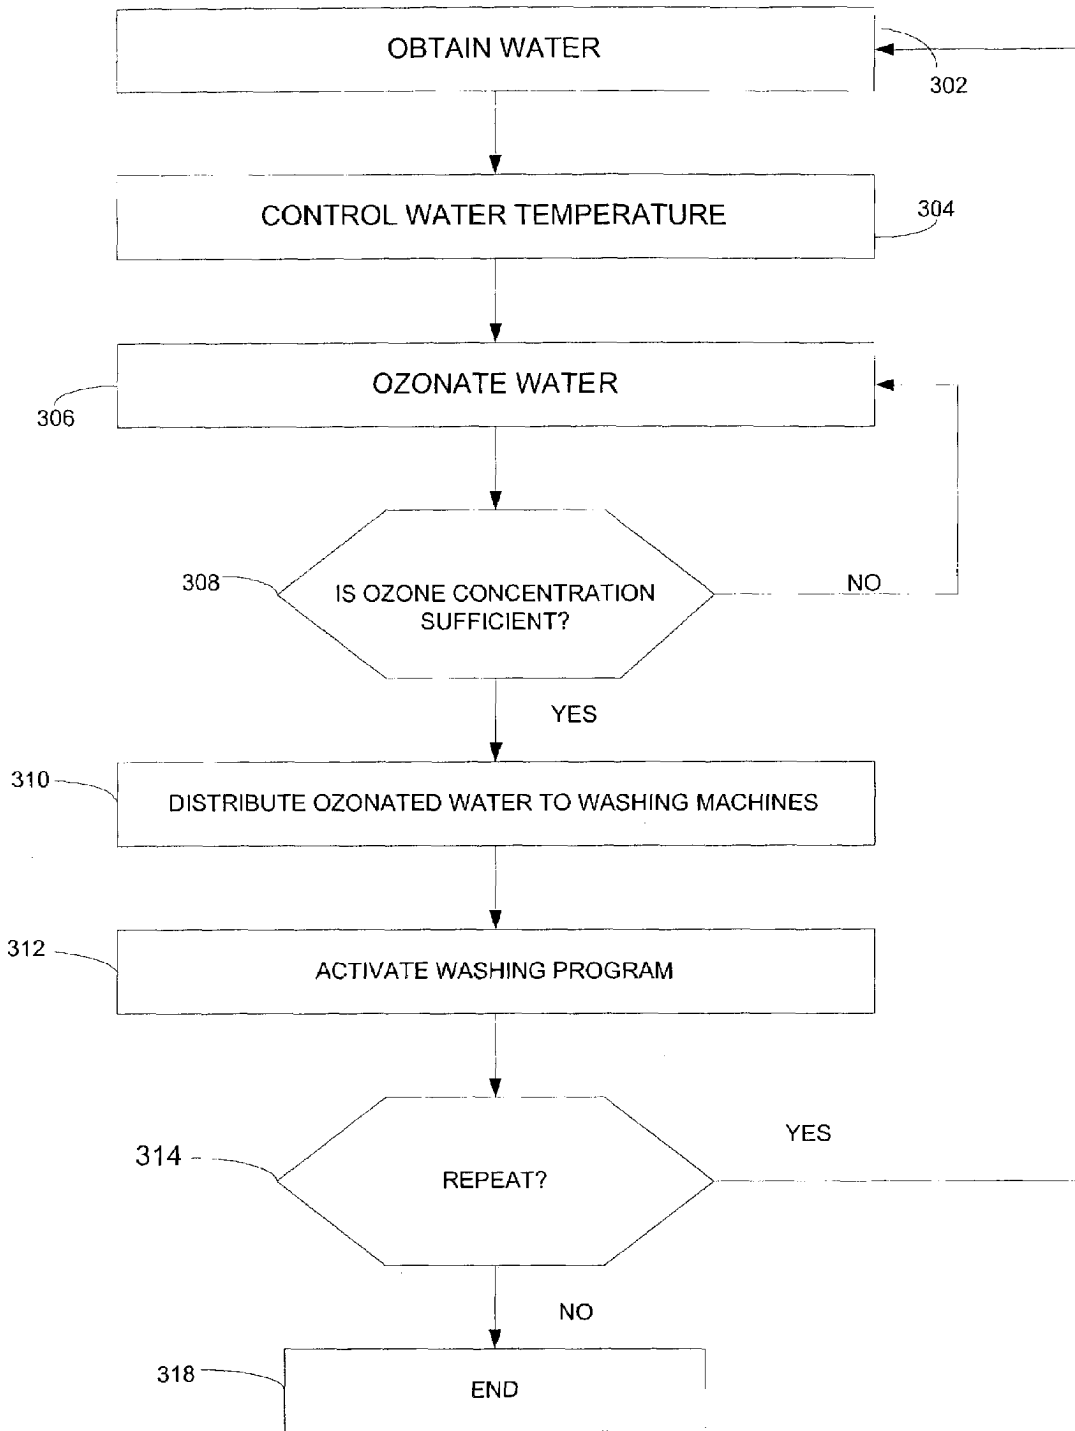 OBTAIN WATER
302
CONTROL WATER TEMPERATURE
304
OZONATE WATER
306
308
IS OZONE CONCENTRATION
SUFFICIENT?
NO
YES
310
DISTRIBUTE OZONATED WATER TO WASHING MACHINES
312
ACTIVATE WASHING PROGRAM
YES
314
REPEAT?
NO
318
END